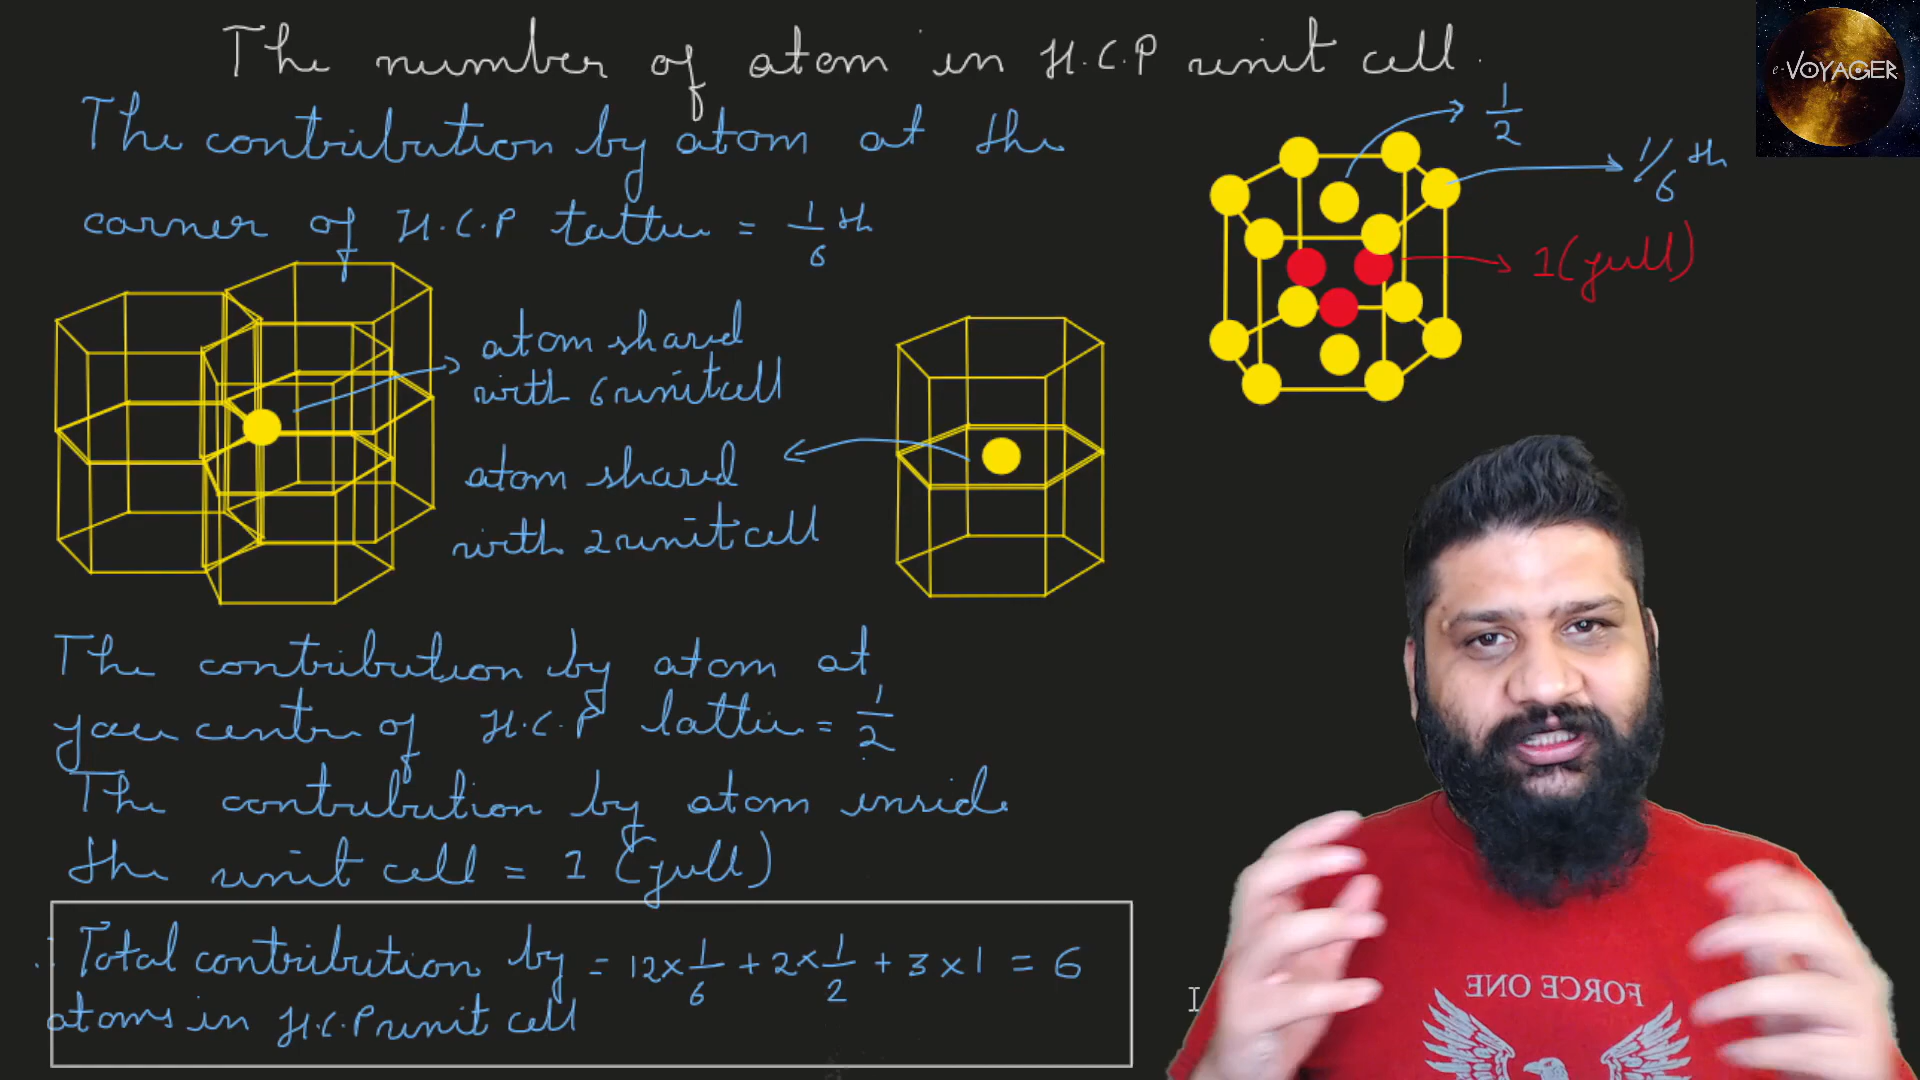 The number of atom in H.C.P unit cell.
e-VOYAGER
The contribution by atom at the
corner of H.C.P lattice = 1/6 th
1/2
1/6 th
1 (full)
atom shared
with 6 unit cell
atom shared
with 2 unit cell
The contribution by atom at
face centre of H.C.P lattice = 1/2
The contribution by atom inside
the unit cell = 1 (full)
∴ Total contribution by = 12 × 1/6 + 2 × 1/2 + 3 × 1 = 6
atoms in H.C.P unit cell
FORCE ONE